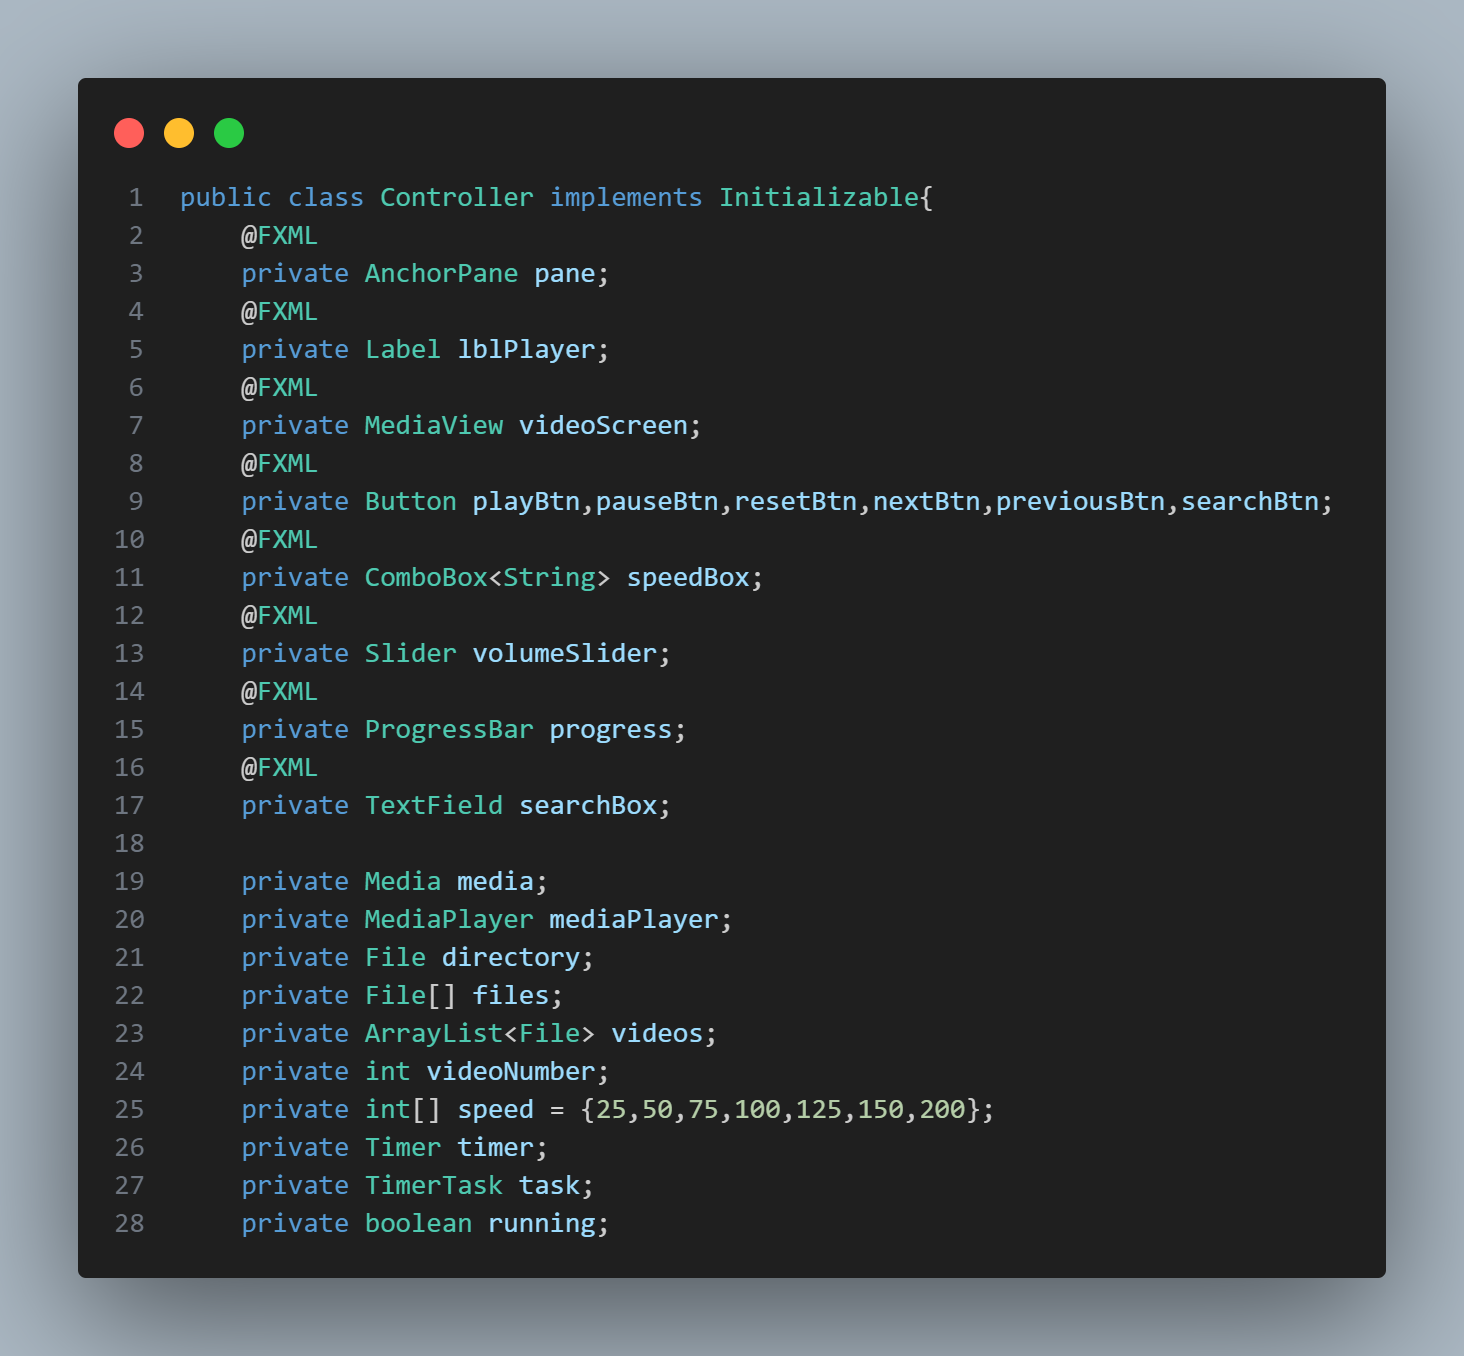 1 public class Controller implements Initializable{
2     @FXML
3     private AnchorPane pane;
4     @FXML
5     private Label lblPlayer;
6     @FXML
7     private MediaView videoScreen;
8     @FXML
9     private Button playBtn,pauseBtn,resetBtn,nextBtn,previousBtn,searchBtn;
10     @FXML
11     private ComboBox<String> speedBox;
12     @FXML
13     private Slider volumeSlider;
14     @FXML
15     private ProgressBar progress;
16     @FXML
17     private TextField searchBox;
18
19     private Media media;
20     private MediaPlayer mediaPlayer;
21     private File directory;
22     private File[] files;
23     private ArrayList<File> videos;
24     private int videoNumber;
25     private int[] speed = {25,50,75,100,125,150,200};
26     private Timer timer;
27     private TimerTask task;
28     private boolean running;